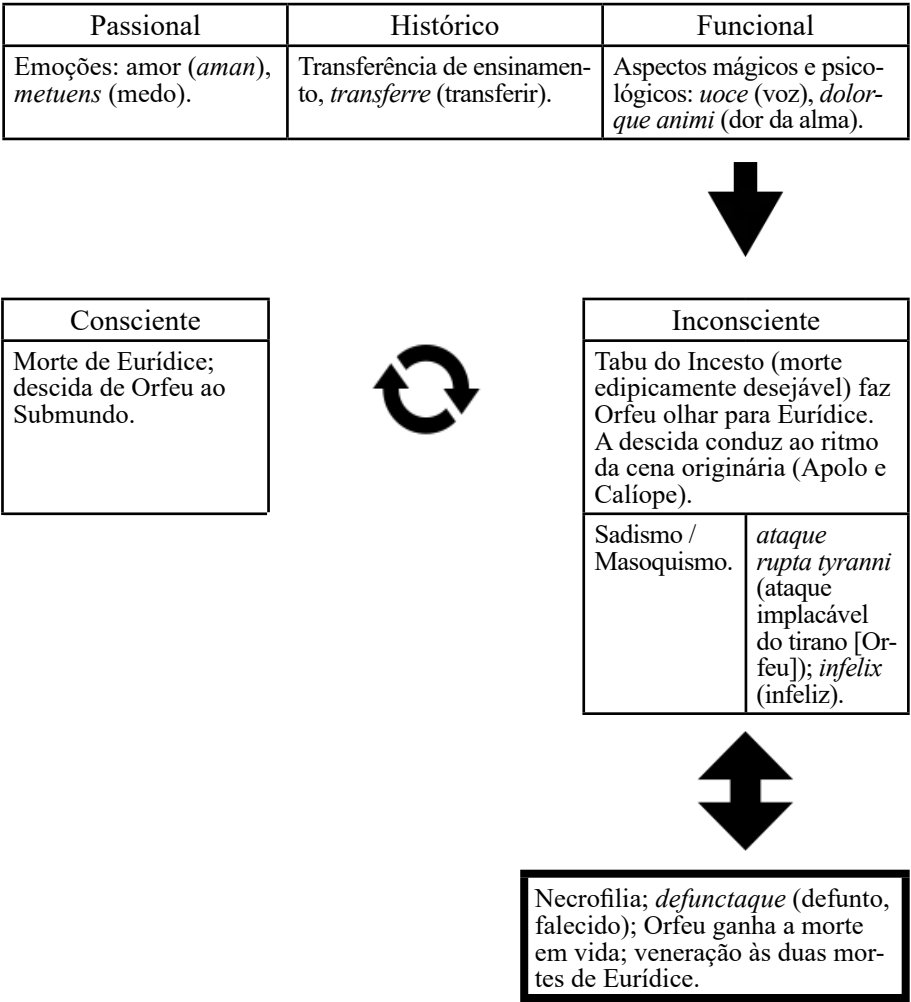 Passional
Histórico
Funcional
Emoções: amor (aman),
metuens (medo).
Transferência de ensinamen-
to, transferre (transferir).
Aspectos mágicos e psico-
lógicos: uoce (voz), dolor-
que animi (dor da alma).
Consciente
Morte de Eurídice;
descida de Orfeu ao
Submundo.
Inconsciente
Tabu do Incesto (morte
edipicamente desejável) faz
Orfeu olhar para Eurídice.
A descida conduz ao ritmo
da cena originária (Apolo e
Calíope).
Sadismo /
Masoquismo.
ataque
rupta tyranni
(ataque
implacável
do tirano [Or-
feu]); infelix
(infeliz).
Necrofilia; defunctaque (defunto,
falecido); Orfeu ganha a morte
em vida; veneração às duas mor-
tes de Eurídice.